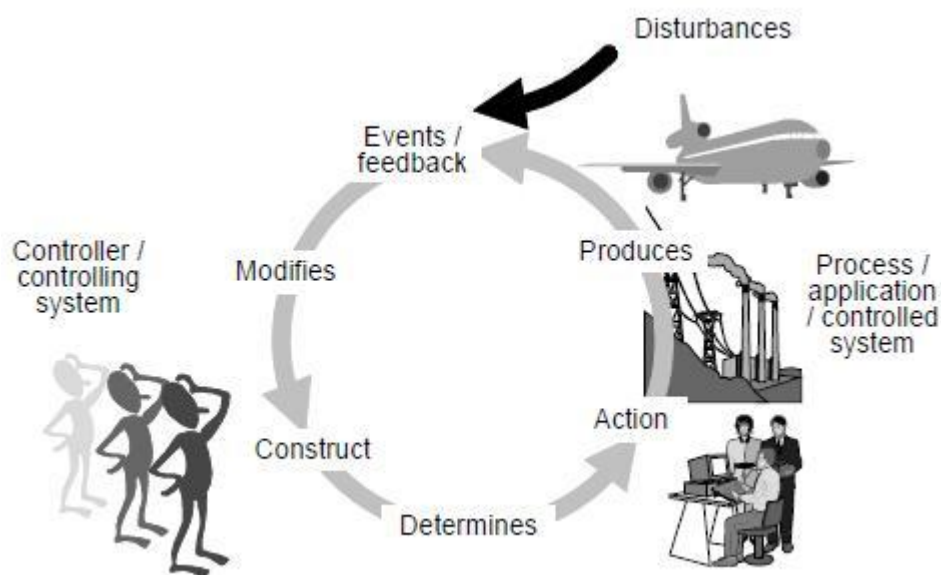 Disturbances
Events /
feedback
Controller /
controlling
system
Modifies
Produces
Process /
application
/ controlled
system
Construct
Action
Determines